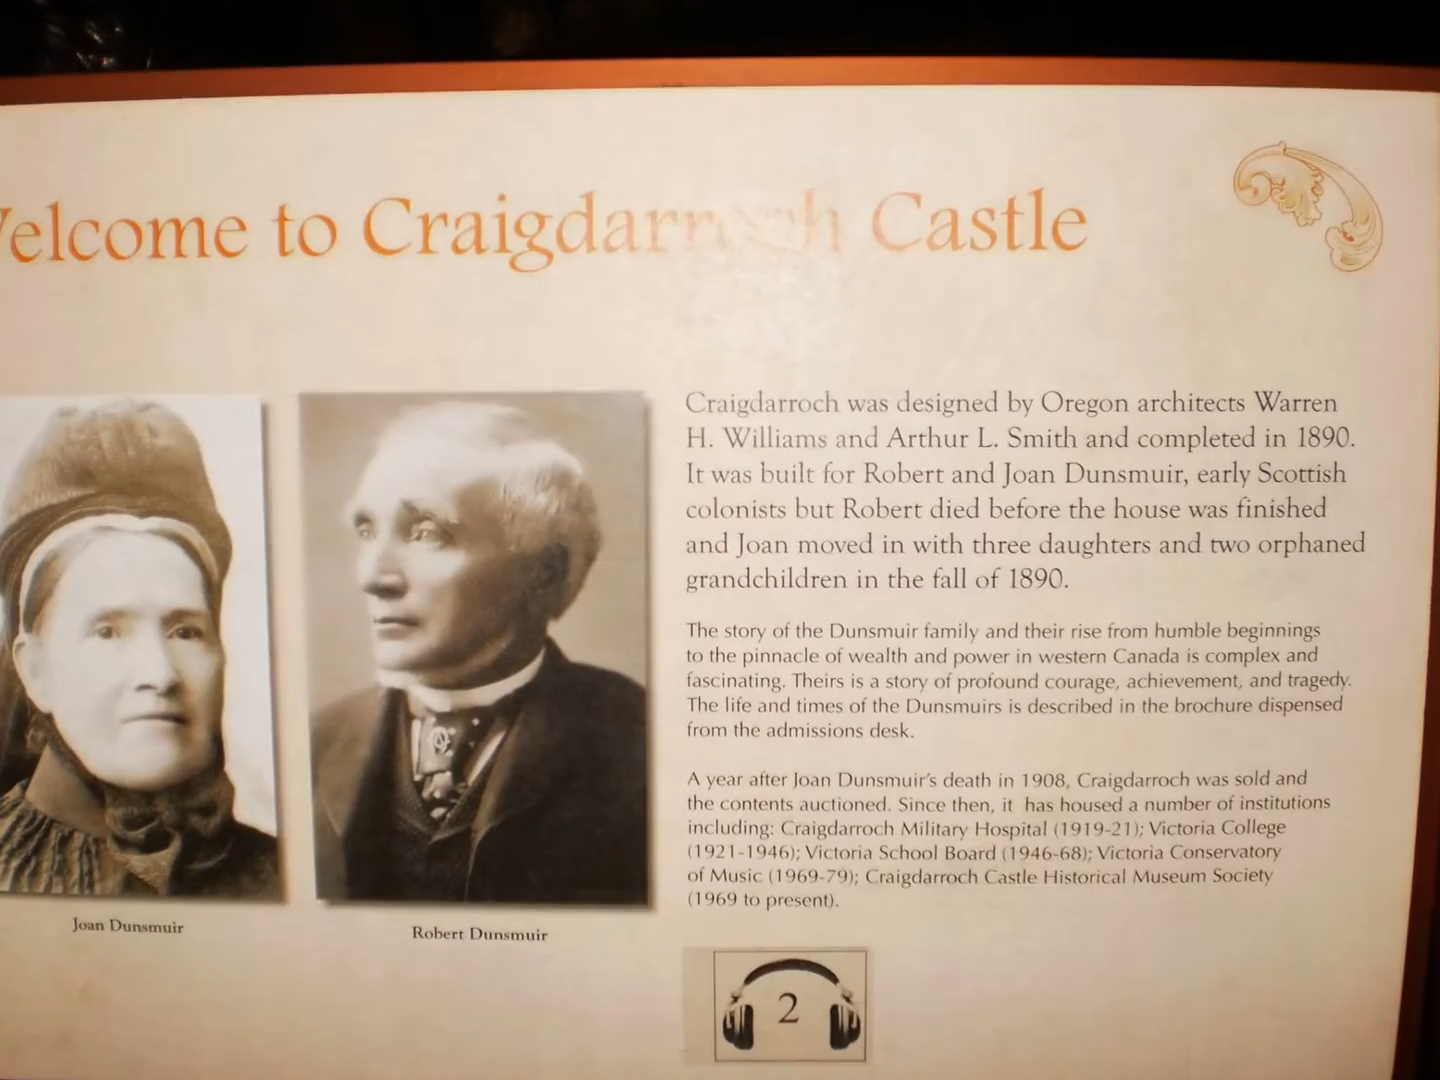 Welcome to Craigdarroch Castle
Craigdarroch was designed by Oregon architects Warren
H. Williams and Arthur L. Smith and completed in 1890.
It was built for Robert and Joan Dunsmuir, early Scottish
colonists but Robert died before the house was finished
and Joan moved in with three daughters and two orphaned
grandchildren in the fall of 1890.
The story of the Dunsmuir family and their rise from humble beginnings
to the pinnacle of wealth and power in western Canada is complex and
fascinating. Theirs is a story of profound courage, achievement, and tragedy.
The life and times of the Dunsmuirs is described in the brochure dispensed
from the admissions desk.
A year after Joan Dunsmuir's death in 1908, Craigdarroch was sold and
the contents auctioned. Since then, it has housed a number of institutions
including: Craigdarroch Military Hospital (1919-21); Victoria College
(1921-1946); Victoria School Board (1946-68); Victoria Conservatory
of Music (1969-79); Craigdarroch Castle Historical Museum Society
(1969 to present).
Joan Dunsmuir
Robert Dunsmuir
2